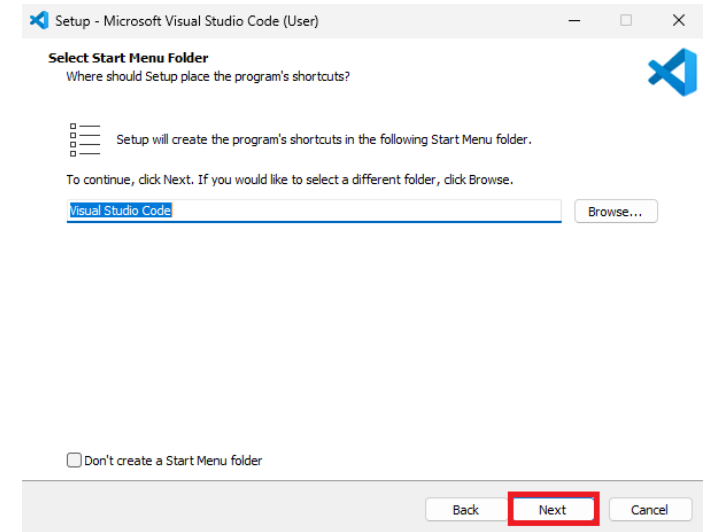 Setup - Microsoft Visual Studio Code (User)
Select Start Menu Folder
Where should Setup place the program's shortcuts?
Setup will create the program's shortcuts in the following Start Menu folder.
To continue, click Next. If you would like to select a different folder, click Browse.
Visual Studio Code
Browse...
Don't create a Start Menu folder
Back
Next
Cancel